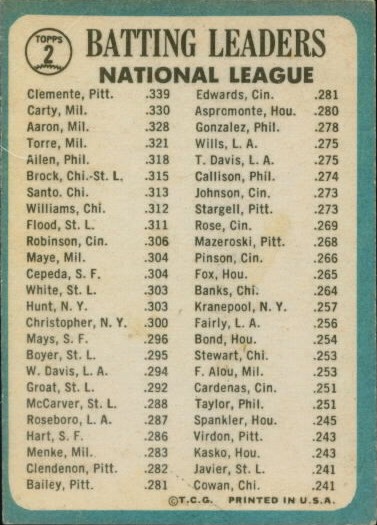 TOPPS
2
BATTING LEADERS
NATIONAL LEAGUE
Clemente, Pitt. .339
Carty, Mil. .330
Aaron, Mil. .328
Torre, Mil. .321
Allen, Phil. .318
Brock, Chi.-St. L. .315
Santo. Chi. .313
Williams, Chi. .312
Flood, St. L. .311
Robinson, Cin. .306
Maye, Mil. .304
Cepeda, S. F. .304
White, St. L. .303
Hunt, N. Y. .303
Christopher, N. Y. .300
Mays, S. F. .296
Boyer, St. L. .295
W. Davis, L. A. .294
Groat, St. L. .292
McCarver, St. L. .288
Roseboro, L. A. .287
Hart, S. F. .286
Menke, Mil. .283
Clendenon, Pitt. .282
Bailey, Pitt. .281
Edwards, Cin. .281
Aspromonte, Hou. .280
Gonzalez, Phil. .278
Wills, L. A. .275
T. Davis, L. A. .275
Callison, Phil. .274
Johnson, Cin. .273
Stargell, Pitt. .273
Rose, Cin. .269
Mazeroski, Pitt. .268
Pinson, Cin. .266
Fox, Hou. .265
Banks, Chi. .264
Kranepool, N. Y. .257
Fairly, L. A. .256
Bond, Hou. .254
Stewart, Chi. .253
F. Alou, Mil. .253
Cardenas, Cin. .251
Taylor, Phil. .251
Spankler, Hou. .245
Virdon, Pitt. .243
Kasko, Hou. .243
Javier, St. L. .241
Cowan, Chi. .241
©T.C.G. PRINTED IN U.S.A.